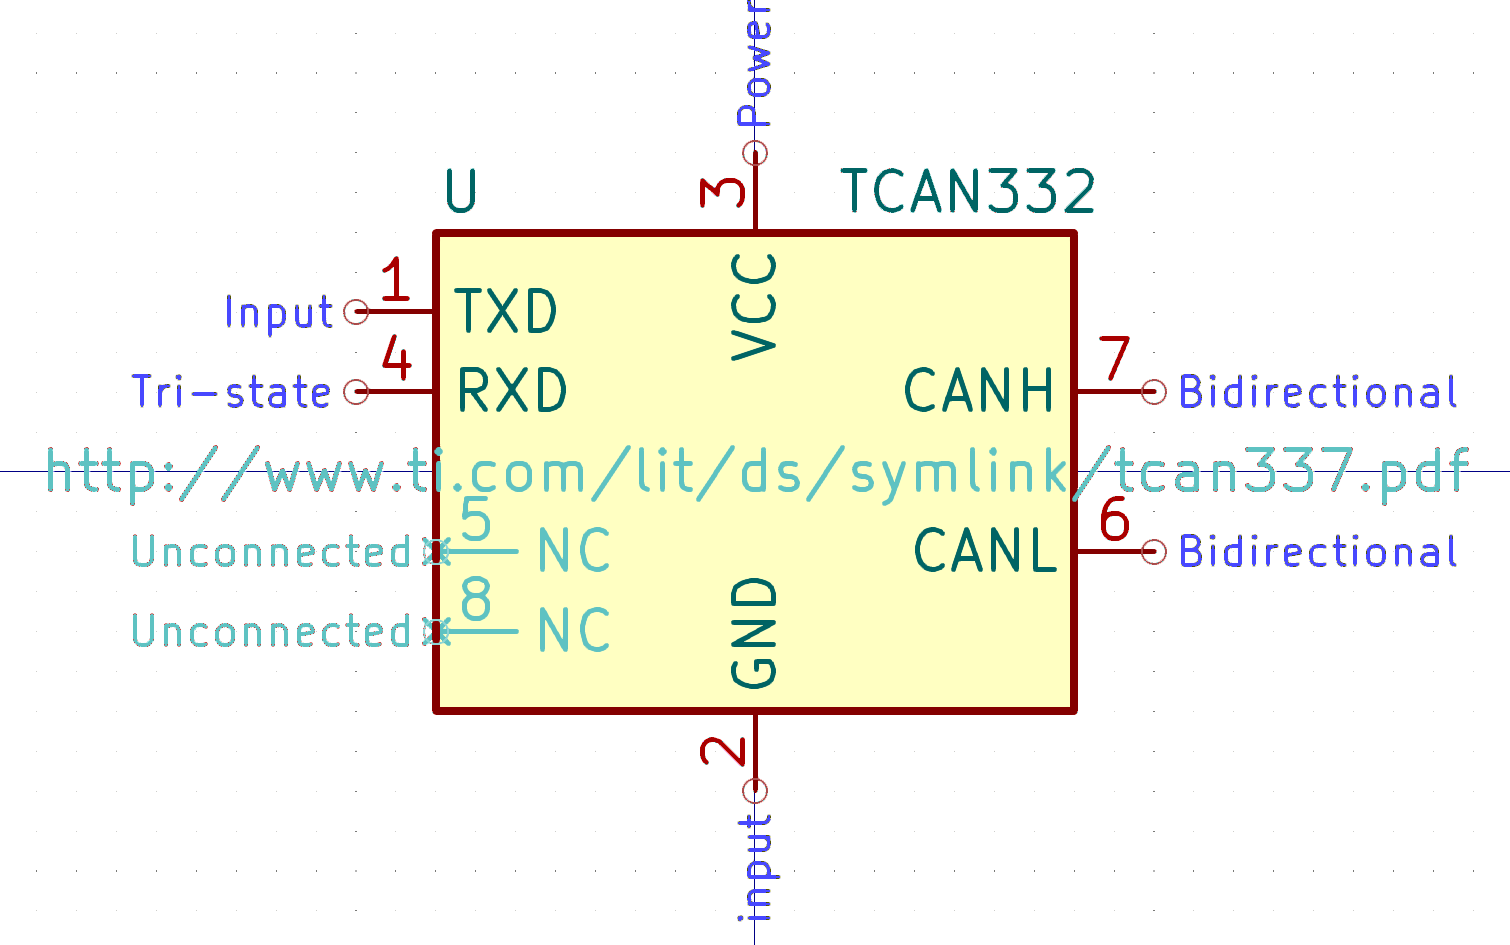 Power
3
U
TCAN332
1
Input
TXD
VCC
4
Tri-state
RXD
7
CANH
Bidirectional
http://www.ti.com/lit/ds/symlink/tcan337.pdf
5
Unconnected
NC
6
CANL
Bidirectional
8
Unconnected
NC
GND
2
input